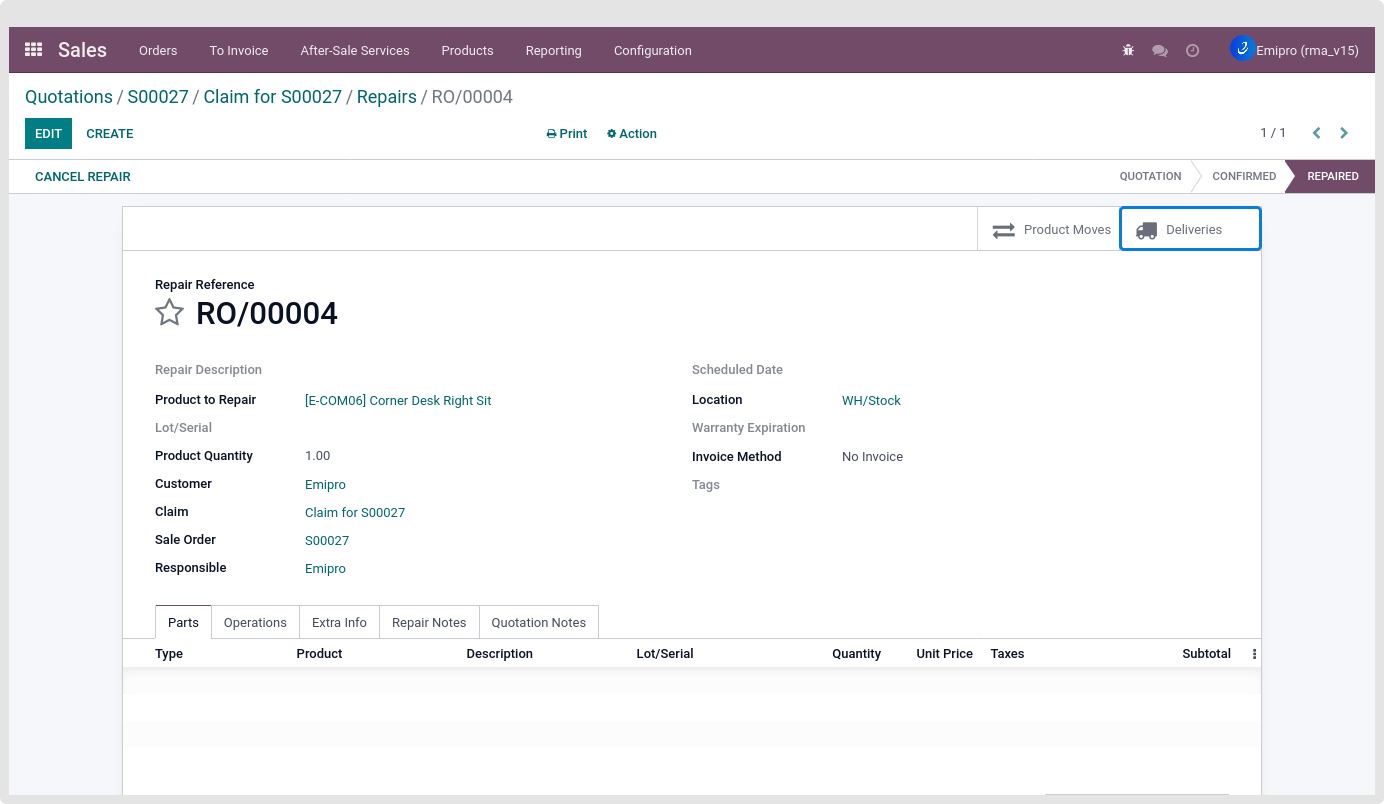 Sales Orders To Invoice After-Sale Services Products Reporting Configuration Emipro (rma_v15)
Quotations / S00027 / Claim for S00027 / Repairs / RO/00004
EDIT CREATE Print Action 1 / 1
CANCEL REPAIR QUOTATION CONFIRMED REPAIRED
Product Moves Deliveries
Repair Reference
RO/00004
Repair Description Scheduled Date
Product to Repair [E-COM06] Corner Desk Right Sit Location WH/Stock
Lot/Serial Warranty Expiration
Product Quantity 1.00 Invoice Method No Invoice
Customer Emipro Tags
Claim Claim for S00027
Sale Order S00027
Responsible Emipro
Parts Operations Extra Info Repair Notes Quotation Notes
Type Product Description Lot/Serial Quantity Unit Price Taxes Subtotal